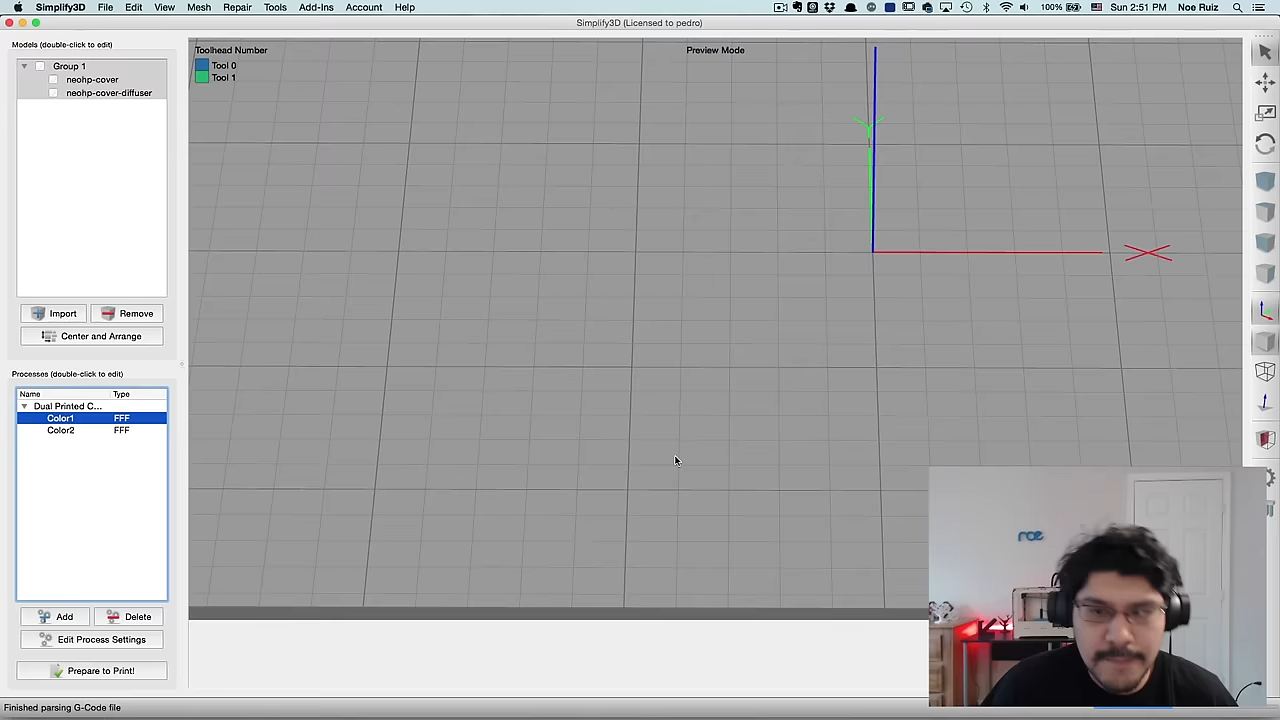 Simplify3D File Edit View Mesh Repair Tools Add-Ins Account Help 100% Sun 2:51 PM Noe Ruiz
Simplify3D (Licensed to pedro)
Models (double-click to edit)
Group 1
neohp-cover
neohp-cover-diffuser
Import Remove
Center and Arrange
Processes (double-click to edit)
Name Type
Dual Printed C...
Color1 FFF
Color2 FFF
Add Delete
Edit Process Settings
Prepare to Print!
Finished parsing G-Code file
Toolhead Number
Tool 0
Tool 1
Preview Mode
noe